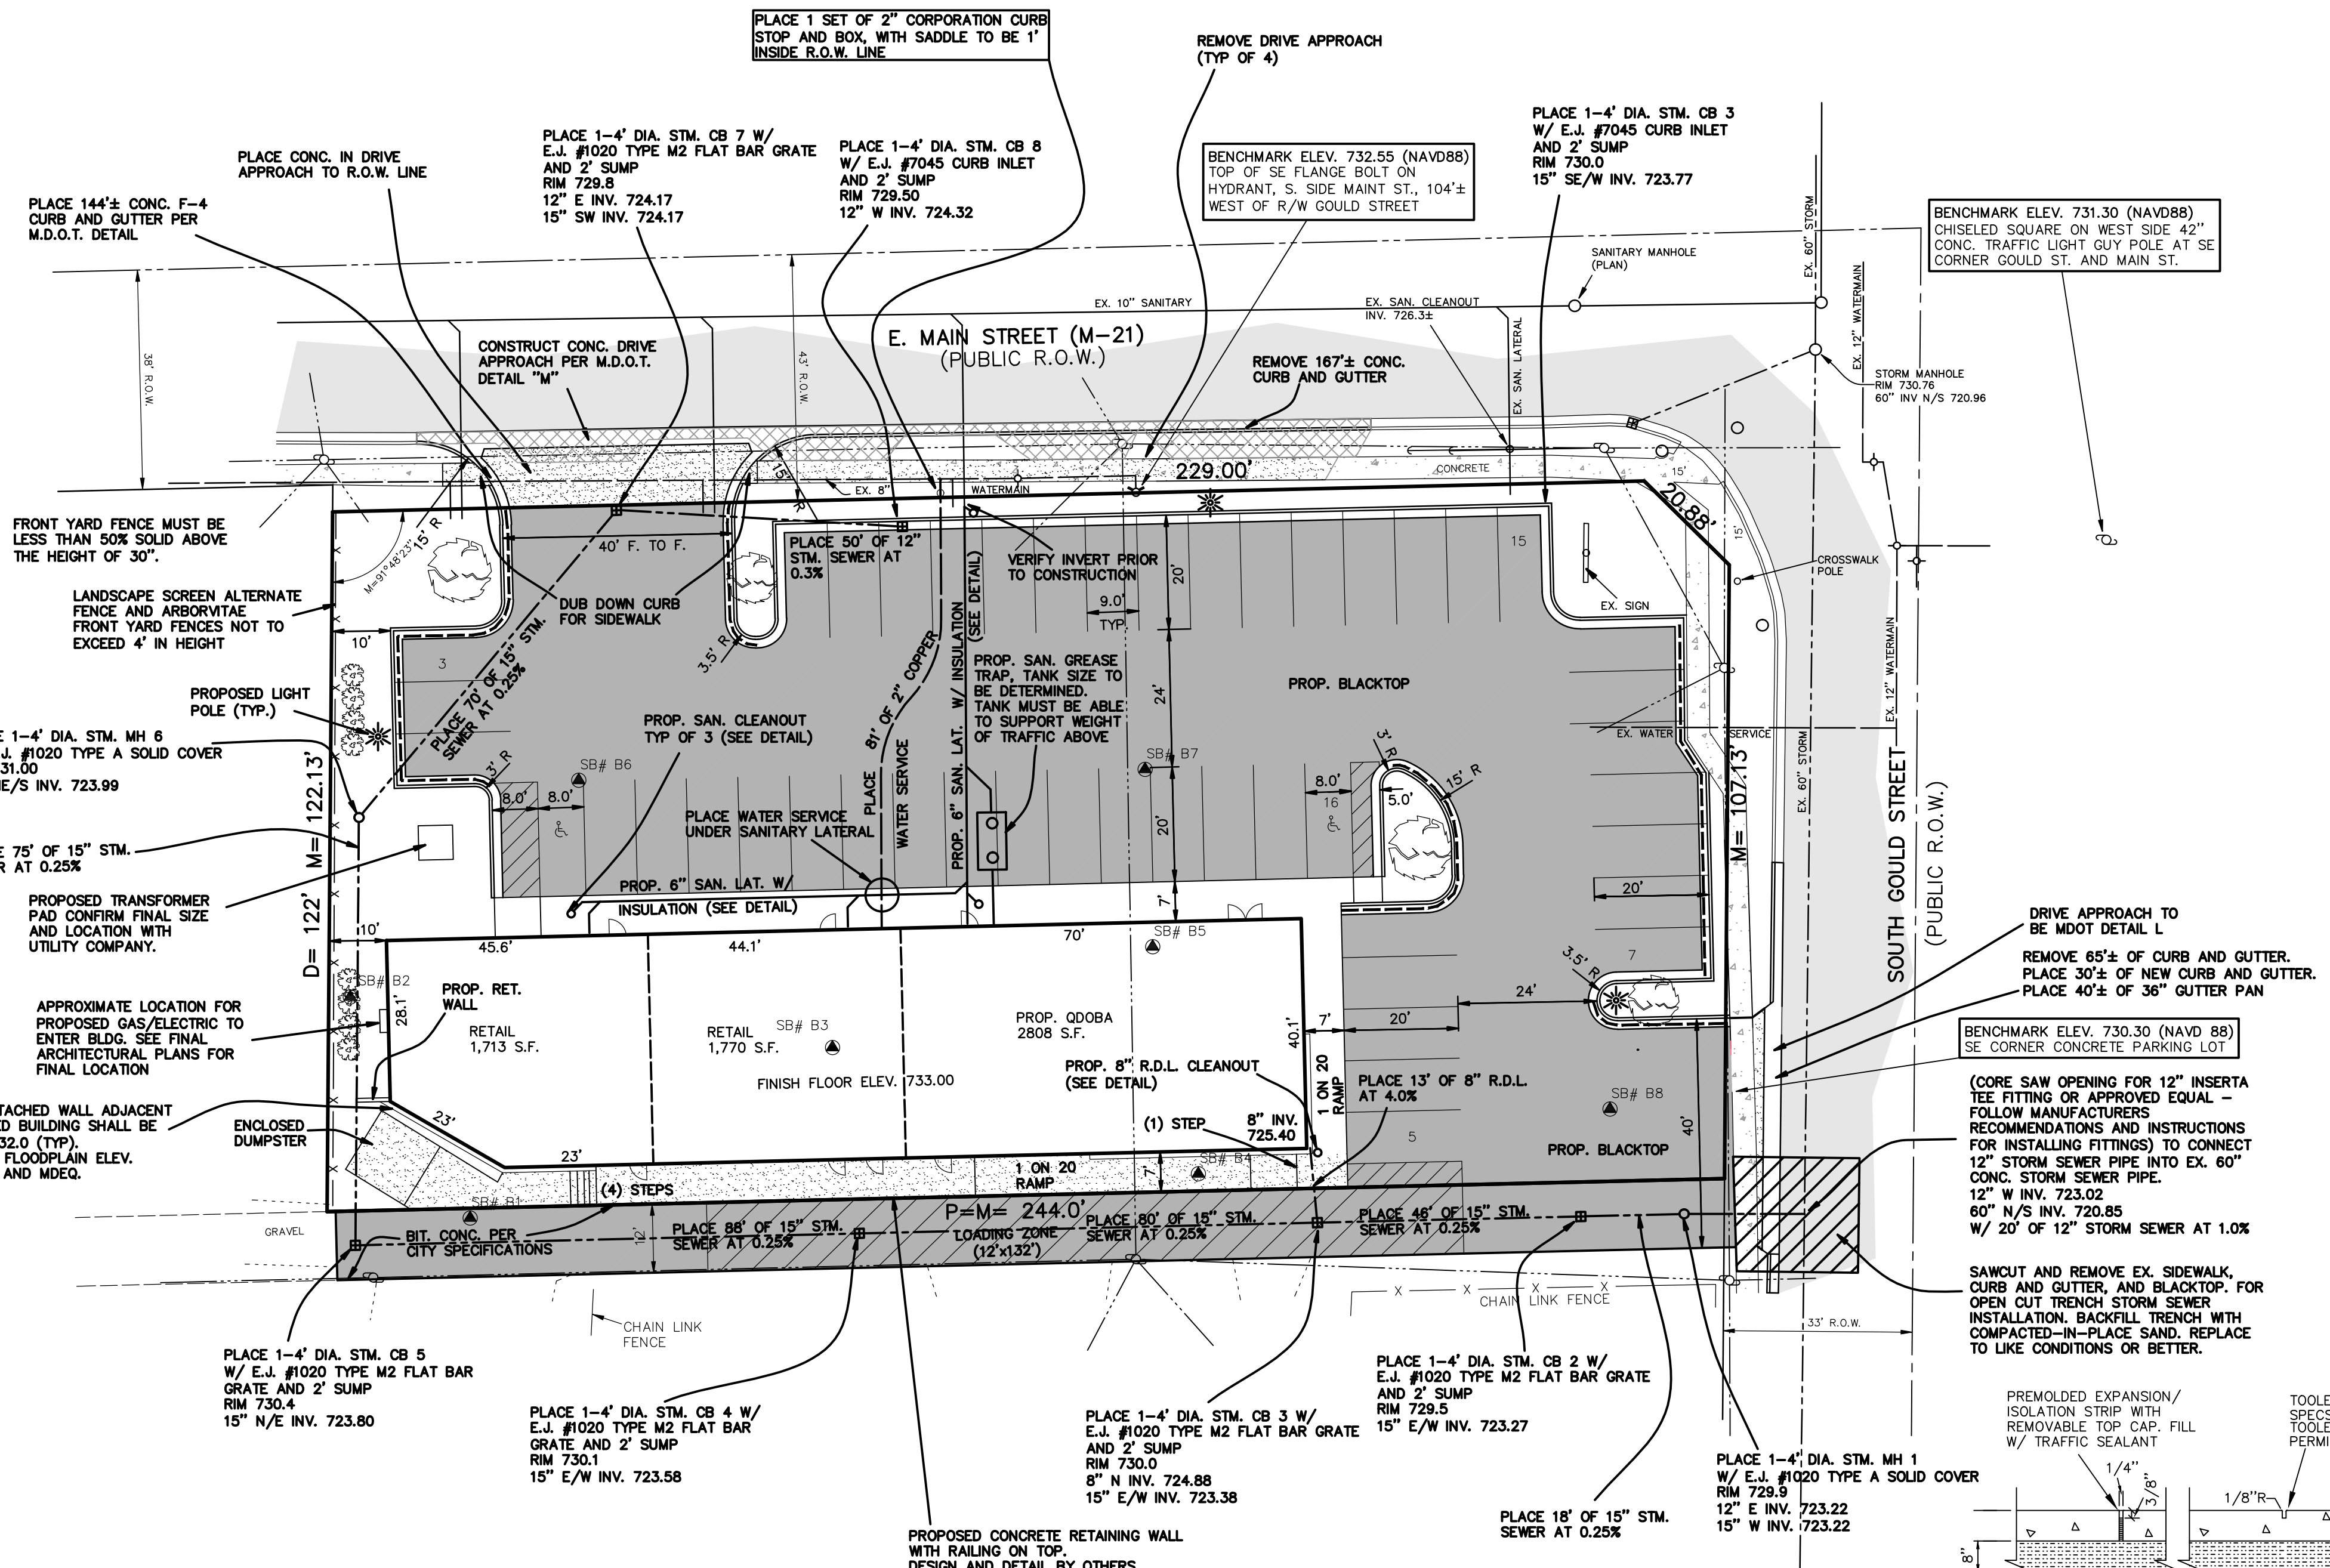 PLACE 1 SET OF 2" CORPORATION CURB
STOP AND BOX, WITH SADDLE TO BE 1'
INSIDE R.O.W. LINE
REMOVE DRIVE APPROACH
(TYP OF 4)
PLACE 1-4' DIA. STM. CB 3
W/ E.J. #7045 CURB INLET
AND 2' SUMP
RIM 730.0
15" SE/W INV. 723.77
PLACE 1-4' DIA. STM. CB 7 W/
E.J. #1020 TYPE M2 FLAT BAR GRATE
AND 2' SUMP
RIM 729.8
12" E INV. 724.17
15" SW INV. 724.17
PLACE 1-4' DIA. STM. CB 8
W/ E.J. #7045 CURB INLET
AND 2' SUMP
RIM 729.50
12" W INV. 724.32
BENCHMARK ELEV. 732.55 (NAVD88)
TOP OF SE FLANGE BOLT ON
HYDRANT, S. SIDE MAINT ST., 104'±
WEST OF R/W GOULD STREET
PLACE CONC. IN DRIVE
APPROACH TO R.O.W. LINE
PLACE 144'± CONC. F-4
CURB AND GUTTER PER
M.D.O.T. DETAIL
BENCHMARK ELEV. 731.30 (NAVD88)
CHISELED SQUARE ON WEST SIDE 42"
CONC. TRAFFIC LIGHT GUY POLE AT SE
CORNER GOULD ST. AND MAIN ST.
SANITARY MANHOLE
(PLAN)
EX. 60" STORM
EX. 12" WATERMAIN
EX. 10" SANITARY
EX. SAN. CLEANOUT
INV. 726.3±
EX. SAN. LATERAL
E. MAIN STREET (M-21)
(PUBLIC R.O.W.)
38' R.O.W.
43' R.O.W.
CONSTRUCT CONC. DRIVE
APPROACH PER M.D.O.T.
DETAIL "M"
REMOVE 167'± CONC.
CURB AND GUTTER
STORM MANHOLE
RIM 730.76
60" INV N/S 720.96
229.00'
CONCRETE
15'
20.88'
15'
EX. 8"
WATERMAIN
15' R
15' R
M=91°48'23"
FRONT YARD FENCE MUST BE
LESS THAN 50% SOLID ABOVE
THE HEIGHT OF 30".
40' F. TO F.
PLACE 50' OF 12"
STM. SEWER AT
0.3%
VERIFY INVERT PRIOR
TO CONSTRUCTION
20'
15
CROSSWALK
POLE
EX. SIGN
LANDSCAPE SCREEN ALTERNATE
FENCE AND ARBORVITAE
FRONT YARD FENCES NOT TO
EXCEED 4' IN HEIGHT
DUB DOWN CURB
FOR SIDEWALK
9.0'
TYP.
10'
3
3.5' R
PLACE 70' OF 15" STM.
SEWER AT 0.25%
PLACE 81' OF 2" COPPER
WATER SERVICE
PROP. 6" SAN. LAT. W/ INSULATION
(SEE DETAIL)
PROP. SAN. GREASE
TRAP, TANK SIZE TO
BE DETERMINED.
TANK MUST BE ABLE
TO SUPPORT WEIGHT
OF TRAFFIC ABOVE
24'
PROP. BLACKTOP
EX. 12" WATERMAIN
PROPOSED LIGHT
POLE (TYP.)
PROP. SAN. CLEANOUT
TYP OF 3 (SEE DETAIL)
E 1-4' DIA. STM. MH 6
.J. #1020 TYPE A SOLID COVER
31.00
NE/S INV. 723.99
EX. WATER SERVICE
EX. 60" STORM
SOUTH GOULD STREET
(PUBLIC R.O.W.)
SB# B6
SB# B7
3' R
3' R
15' R
8.0'
8.0'
8.0'
16
5.0'
20'
M= 107.13'
D= 122' M= 122.13'
PLACE WATER SERVICE
UNDER SANITARY LATERAL
E 75' OF 15" STM.
R AT 0.25%
PROPOSED TRANSFORMER
PAD CONFIRM FINAL SIZE
AND LOCATION WITH
UTILITY COMPANY.
PROP. 6" SAN. LAT. W/
INSULATION (SEE DETAIL)
7'
20'
10'
45.6'
44.1'
70'
SB# B5
SB# B2
7
3.5' R
DRIVE APPROACH TO
BE MDOT DETAIL L
REMOVE 65'± OF CURB AND GUTTER.
PLACE 30'± OF NEW CURB AND GUTTER.
PLACE 40'± OF 36" GUTTER PAN
APPROXIMATE LOCATION FOR
PROPOSED GAS/ELECTRIC TO
ENTER BLDG. SEE FINAL
ARCHITECTURAL PLANS FOR
FINAL LOCATION
PROP. RET.
WALL
28.1'
RETAIL
1,713 S.F.
RETAIL
1,770 S.F.
SB# B3
PROP. QDOBA
2808 S.F.
40.1'
7'
20'
24'
BENCHMARK ELEV. 730.30 (NAVD 88)
SE CORNER CONCRETE PARKING LOT
FINISH FLOOR ELEV. 733.00
PROP. 8" R.D.L. CLEANOUT
(SEE DETAIL)
1 ON 20
RAMP
PLACE 13' OF 8" R.D.L.
AT 4.0%
SB# B8
TACHED WALL ADJACENT
ED BUILDING SHALL BE
32.0 (TYP).
FLOODPLAIN ELEV.
AND MDEQ.
ENCLOSED
DUMPSTER
23'
23'
(1) STEP
8" INV.
725.40
5
40'
PROP. BLACKTOP
(CORE SAW OPENING FOR 12" INSERTA
TEE FITTING OR APPROVED EQUAL –
FOLLOW MANUFACTURERS
RECOMMENDATIONS AND INSTRUCTIONS
FOR INSTALLING FITTINGS) TO CONNECT
12" STORM SEWER PIPE INTO EX. 60"
CONC. STORM SEWER PIPE.
12" W INV. 723.02
60" N/S INV. 720.85
W/ 20' OF 12" STORM SEWER AT 1.0%
SB# B1
(4) STEPS
1 ON 20
RAMP
7'
SB# B4
GRAVEL
BIT. CONC. PER
CITY SPECIFICATIONS
12'
PLACE 88' OF 15" STM.
SEWER AT 0.25%
P=M= 244.0'
LOADING ZONE
(12'x132')
PLACE 80' OF 15" STM.
SEWER AT 0.25%
PLACE 46' OF 15" STM.
SEWER AT 0.25%
CHAIN LINK FENCE
33' R.O.W.
SAWCUT AND REMOVE EX. SIDEWALK,
CURB AND GUTTER, AND BLACKTOP. FOR
OPEN CUT TRENCH STORM SEWER
INSTALLATION. BACKFILL TRENCH WITH
COMPACTED-IN-PLACE SAND. REPLACE
TO LIKE CONDITIONS OR BETTER.
CHAIN LINK
FENCE
PLACE 1-4' DIA. STM. CB 5
W/ E.J. #1020 TYPE M2 FLAT BAR
GRATE AND 2' SUMP
RIM 730.4
15" N/E INV. 723.80
PLACE 1-4' DIA. STM. CB 4 W/
E.J. #1020 TYPE M2 FLAT BAR
GRATE AND 2' SUMP
RIM 730.1
15" E/W INV. 723.58
PLACE 1-4' DIA. STM. CB 3 W/
E.J. #1020 TYPE M2 FLAT BAR GRATE
AND 2' SUMP
RIM 730.0
8" N INV. 724.88
15" E/W INV. 723.38
PLACE 1-4' DIA. STM. CB 2 W/
E.J. #1020 TYPE M2 FLAT BAR GRATE
AND 2' SUMP
RIM 729.5
15" E/W INV. 723.27
PLACE 18' OF 15" STM.
SEWER AT 0.25%
PLACE 1-4' DIA. STM. MH 1
W/ E.J. #1020 TYPE A SOLID COVER
RIM 729.9
12" E INV. 723.22
15" W INV. 723.22
PROPOSED CONCRETE RETAINING WALL
WITH RAILING ON TOP.
DESIGN AND DETAIL BY OTHERS
PREMOLDED EXPANSION/
ISOLATION STRIP WITH
REMOVABLE TOP CAP. FILL
W/ TRAFFIC SEALANT
TOOLE
SPECS
TOOLE
PERMI
1/4"
3/8"
1/8"R
8"